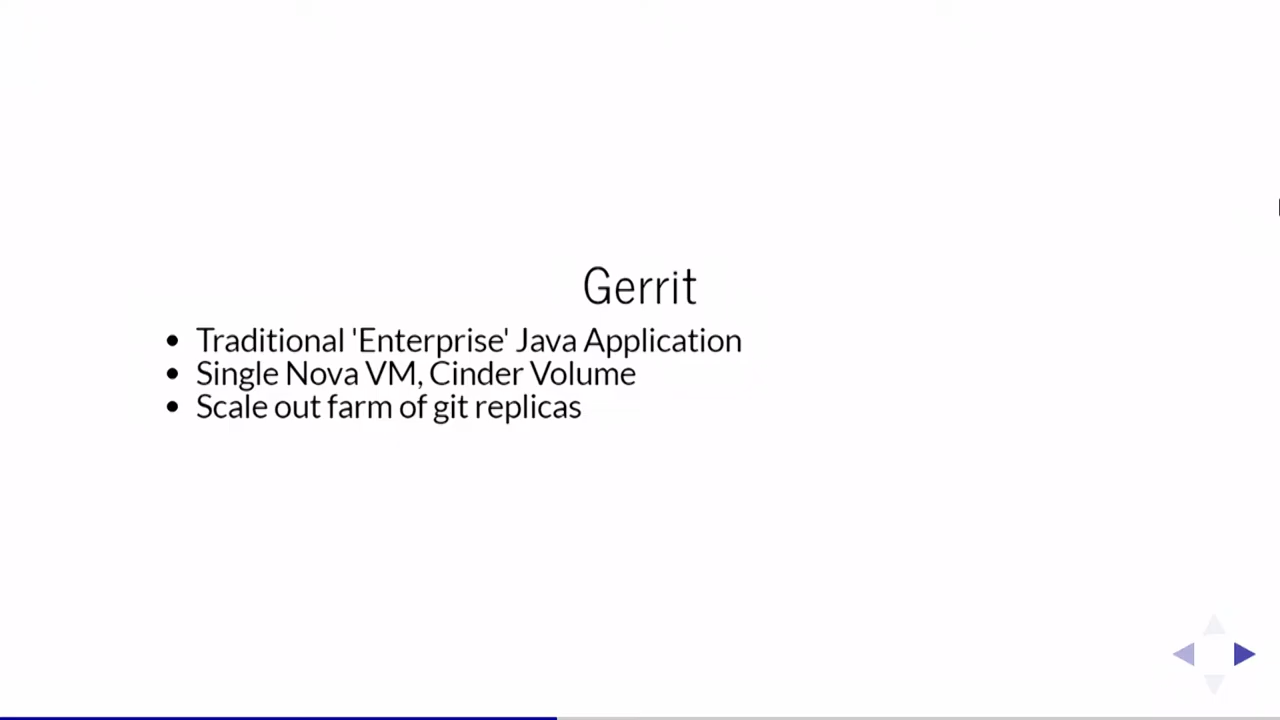 Gerrit
Traditional 'Enterprise' Java Application
Single Nova VM, Cinder Volume
Scale out farm of git replicas